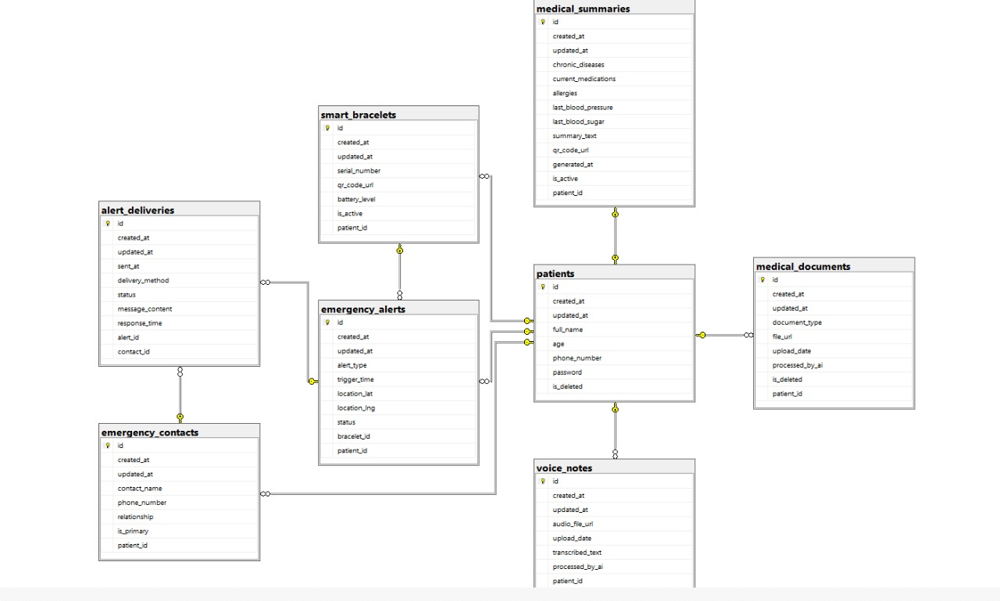 medical_summaries
id
created_at
updated_at
chronic_diseases
current_medications
allergies
last_blood_pressure
last_blood_sugar
summary_text
qr_code_url
generated_at
is_active
patient_id
smart_bracelets
id
created_at
updated_at
serial_number
qr_code_url
battery_level
is_active
patient_id
alert_deliveries
id
created_at
updated_at
sent_at
delivery_method
status
message_content
response_time
alert_id
contact_id
patients
id
created_at
updated_at
full_name
age
phone_number
password
is_deleted
medical_documents
id
created_at
updated_at
document_type
file_url
upload_date
processed_by_ai
is_deleted
patient_id
emergency_alerts
id
created_at
updated_at
alert_type
trigger_time
location_lat
location_lng
status
bracelet_id
patient_id
emergency_contacts
id
created_at
updated_at
contact_name
phone_number
relationship
is_primary
patient_id
voice_notes
id
created_at
updated_at
audio_file_url
upload_date
transcribed_text
processed_by_ai
patient_id